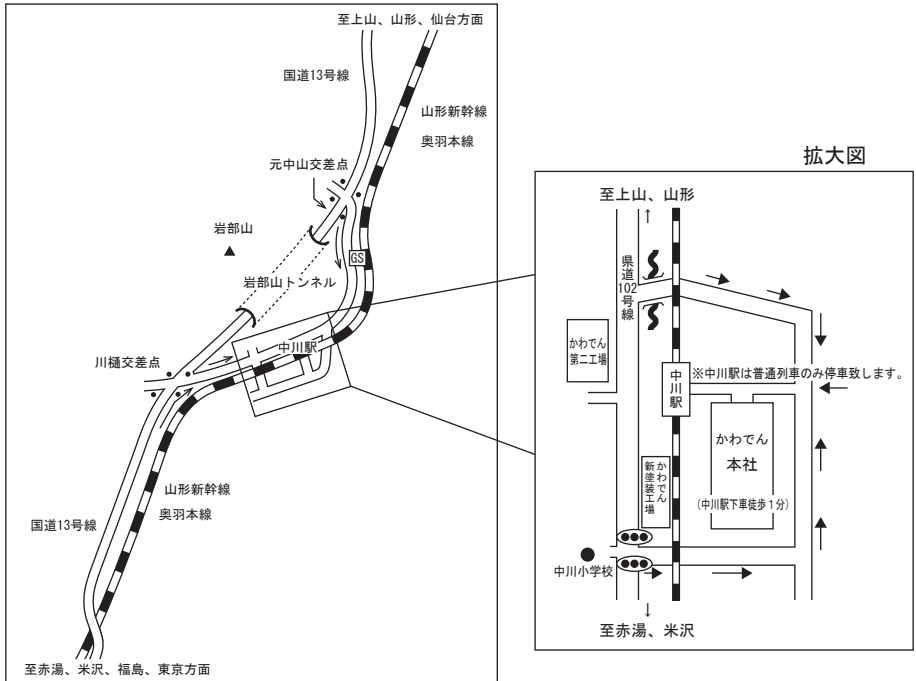 至上山、山形、仙台方面
国道13号線
山形新幹線
奥羽本線
元中山交差点
岩部山
GS
岩部山トンネル
中川駅
川樋交差点
山形新幹線
奥羽本線
国道13号線
至赤湯、米沢、福島、東京方面
拡大図
至上山、山形
県道102号線
かわでん
第二工場
中川駅
※中川駅は普通列車のみ停車致します。
かわでん
本社
(中川駅下車徒歩1分)
かわでん
新塗装工場
中川小学校
至赤湯、米沢